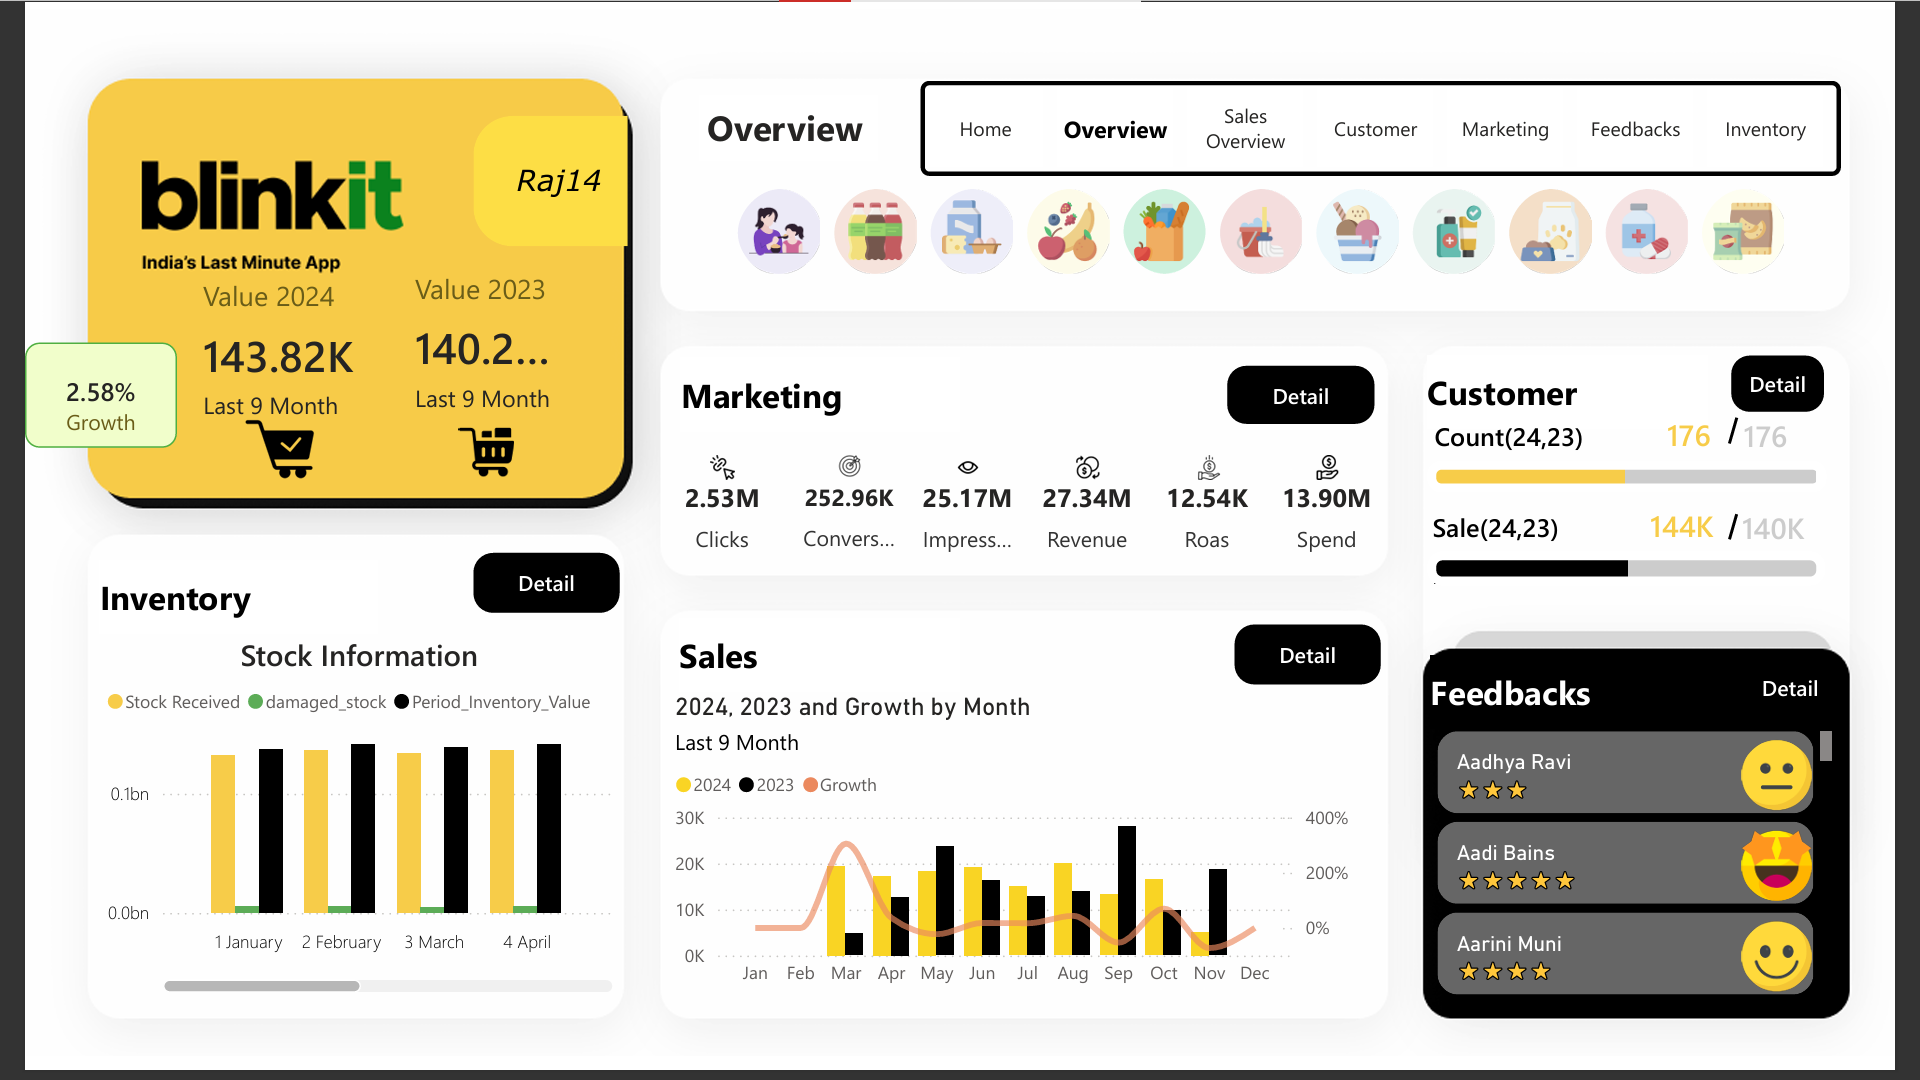 blinkit
India's Last Minute App
Raj14
Value 2024
143.82K
Last 9 Month
Value 2023
140.2...
Last 9 Month
2.58%
Growth
Overview
Home
Overview
Sales
Overview
Customer
Marketing
Feedbacks
Inventory
Marketing
Detail
2.53M
Clicks
252.96K
Convers...
25.17M
Impress...
27.34M
Revenue
12.54K
Roas
13.90M
Spend
Customer
Detail
Count(24,23)
176 / 176
Sale(24,23)
144K / 140K
Inventory
Detail
Stock Information
Stock Received damaged_stock Period_Inventory_Value
0.1bn
0.0bn
1 January 2 February 3 March 4 April
Sales
Detail
2024, 2023 and Growth by Month
Last 9 Month
2024 2023 Growth
30K 400%
20K 200%
10K 0%
0K
Jan Feb Mar Apr May Jun Jul Aug Sep Oct Nov Dec
Feedbacks
Detail
Aadhya Ravi
Aadi Bains
Aarini Muni